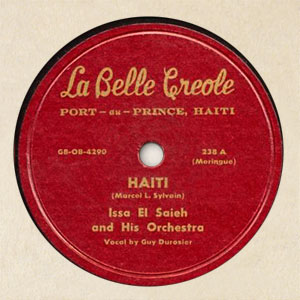 La Belle Creole
PORT - au - PRINCE, HAITI
GB-OB-4290
238 A
(Meringue)
HAITI
(Marcel L. Sylvain)
Issa El Saieh
and His Orchestra
Vocal by Guy Durosier